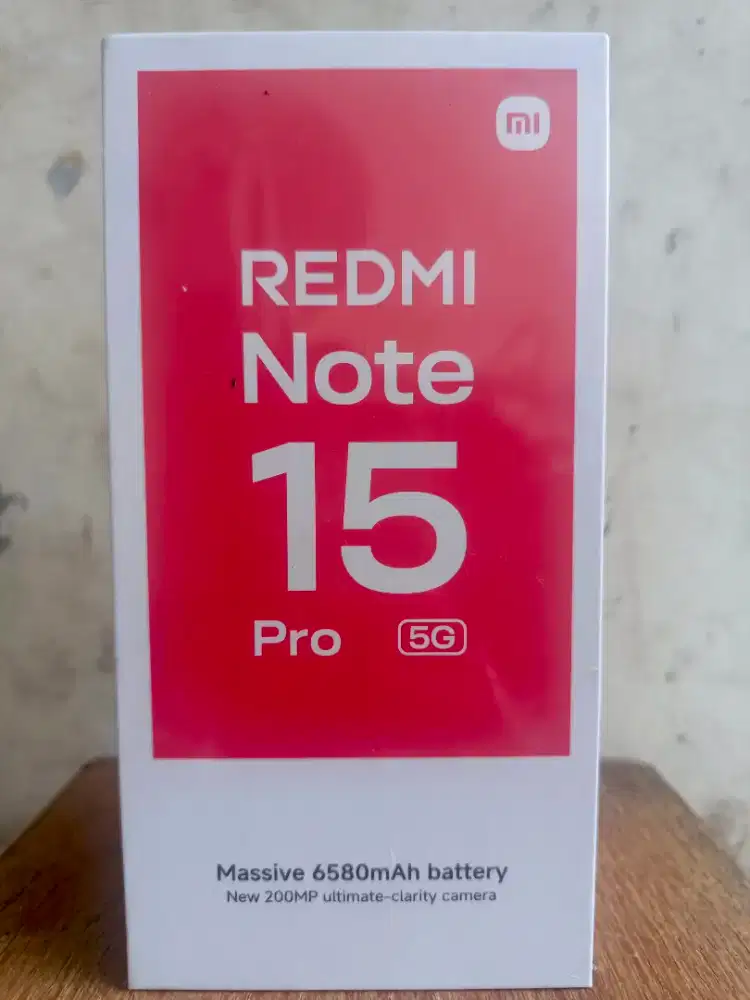 mi
REDMI
Note
15
Pro 5G
Massive 6580mAh battery
New 200MP ultimate-clarity camera